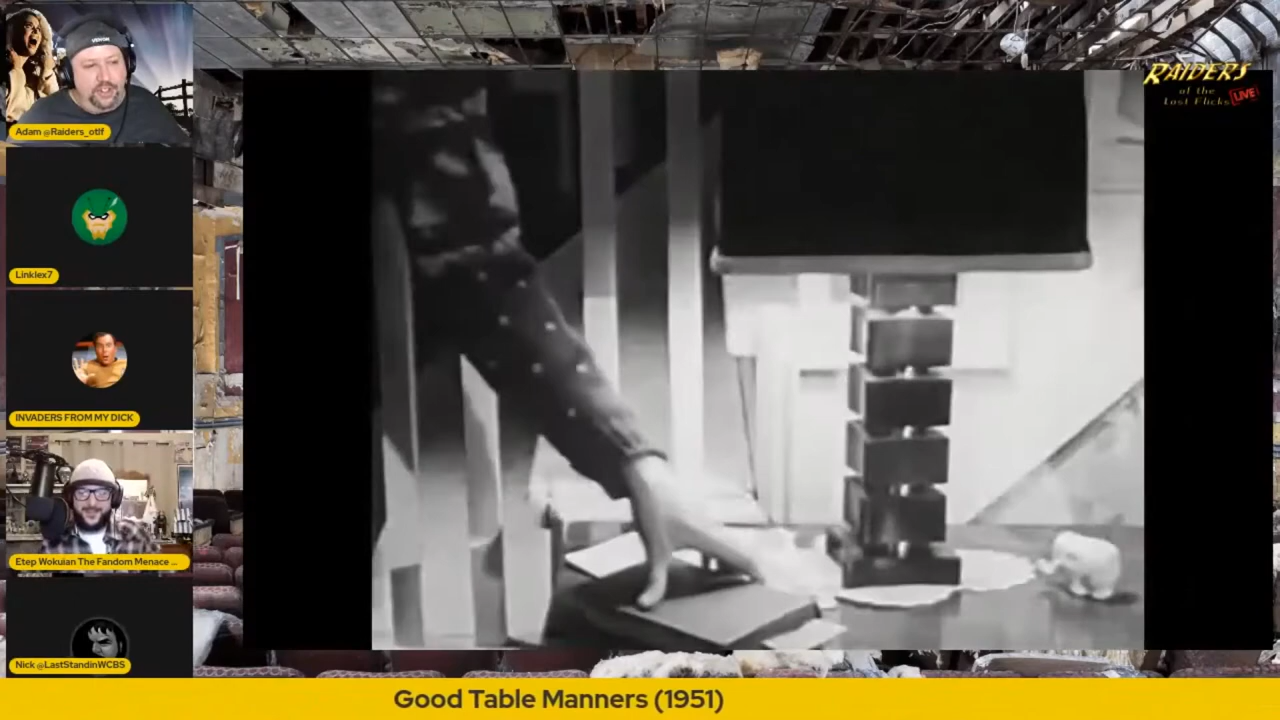 VENOM
Adam @Raiders_otlf
Linklex7
INVADERS FROM MY DICK
Etep Wokuian The Fandom Menace ...
Nick @LastStandinWCBS
RAIDERS
of the
Lost Flicks
LIVE
Good Table Manners (1951)